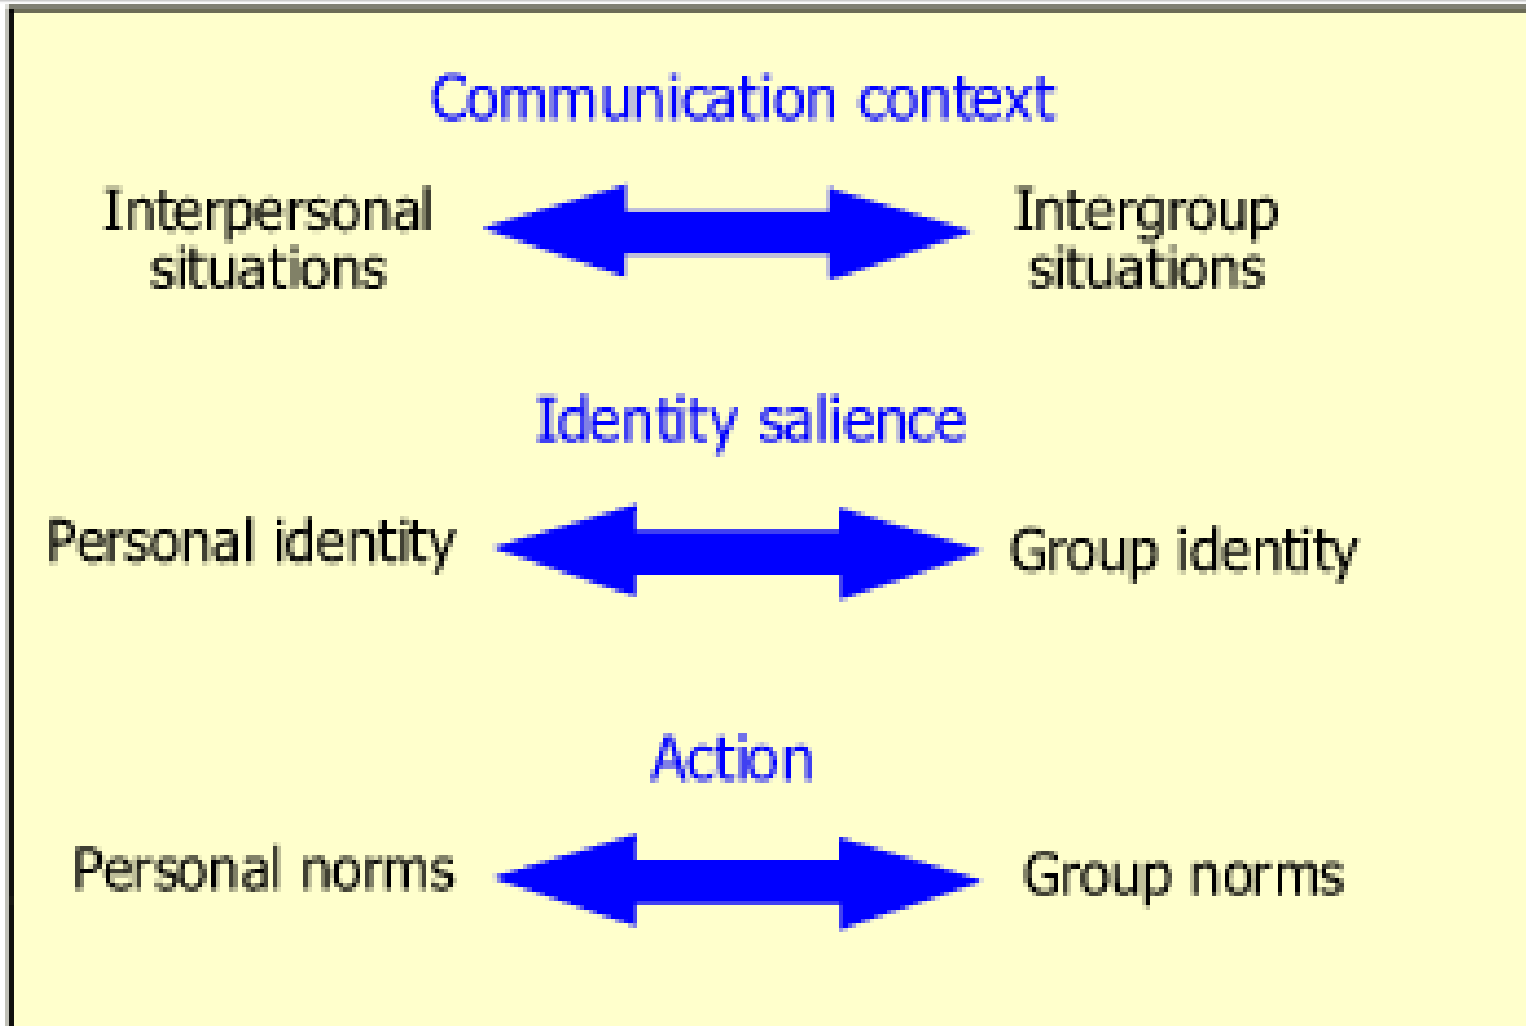 Communication context
Interpersonal
situations
Intergroup
situations
Identity salience
Personal identity
Group identity
Action
Personal norms
Group norms